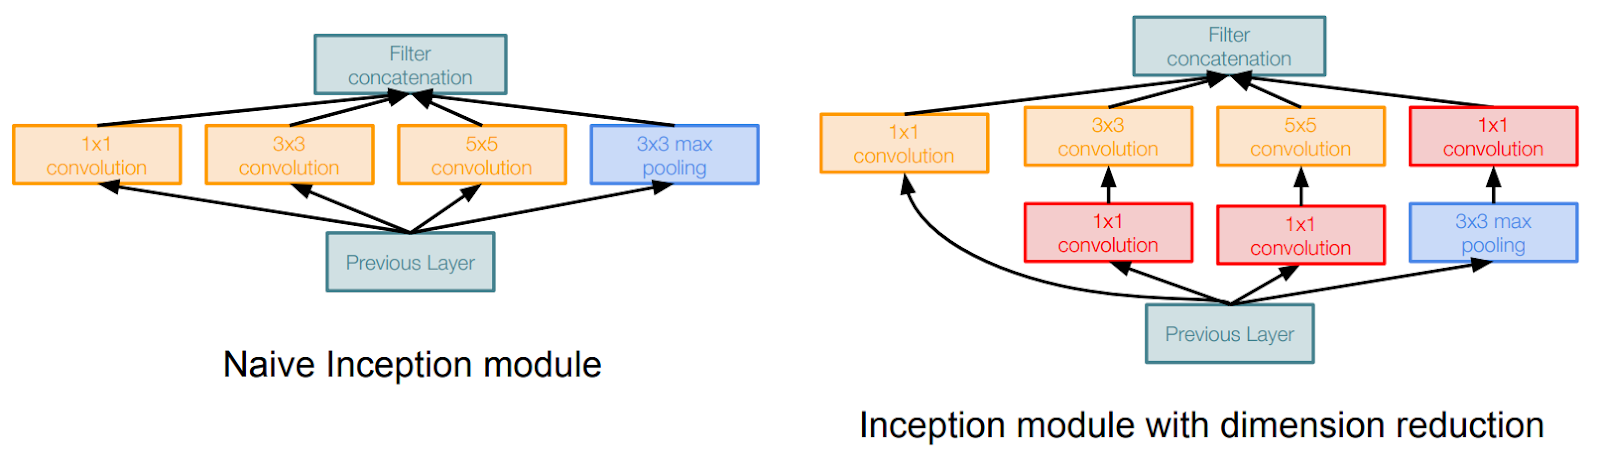 Filter
concatenation
1x1
convolution
3x3
convolution
5x5
convolution
3x3 max
pooling
Previous Layer
Naive Inception module
Filter
concatenation
1x1
convolution
3x3
convolution
5x5
convolution
1x1
convolution
1x1
convolution
1x1
convolution
3x3 max
pooling
Previous Layer
Inception module with dimension reduction